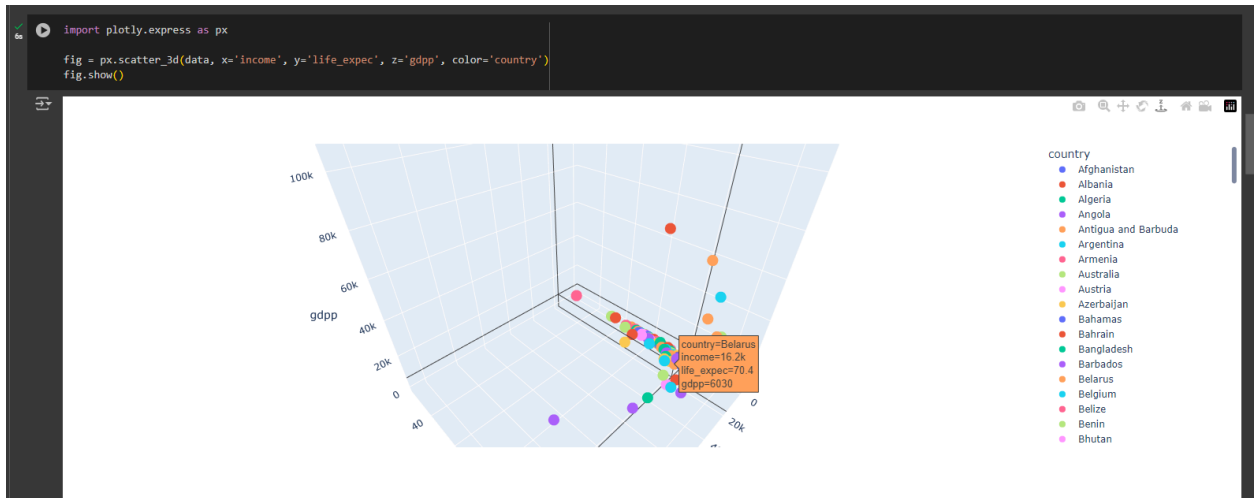 6s
import plotly.express as px
fig = px.scatter_3d(data, x='income', y='life_expec', z='gdpp', color='country')
fig.show()
country
Afghanistan
Albania
Algeria
Angola
Antigua and Barbuda
Argentina
Armenia
Australia
Austria
Azerbaijan
Bahamas
Bahrain
Bangladesh
Barbados
Belarus
Belgium
Belize
Benin
Bhutan
100k
80k
60k
gdpp
40k
20k
0
40
country=Belarus
income=16.2k
life_expec=70.4
gdpp=6030
0
20k